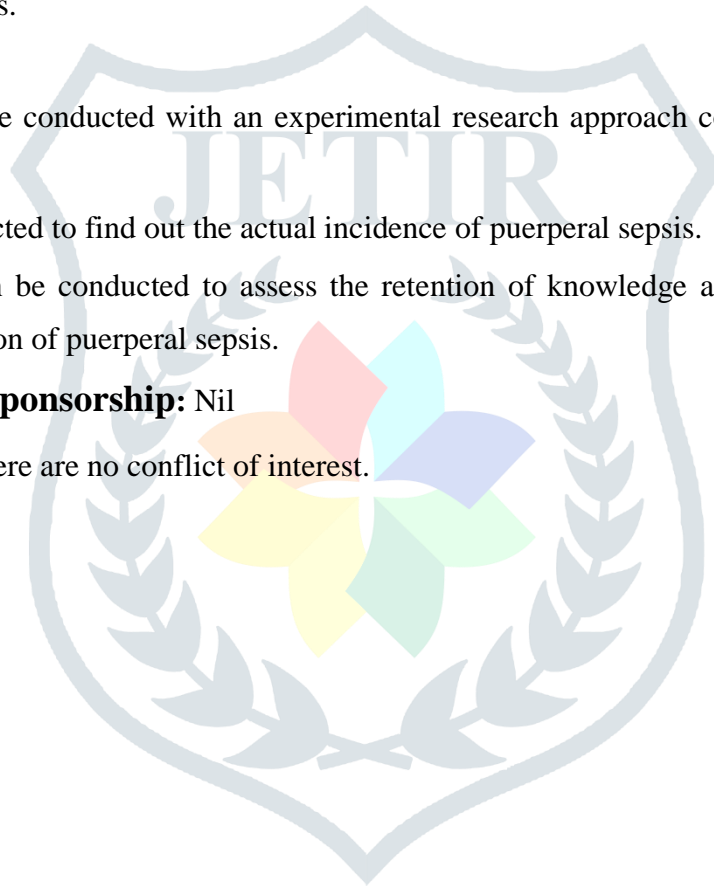 s.
e conducted with an experimental research approach c
JETIR
cted to find out the actual incidence of puerperal sepsis.
be conducted to assess the retention of knowledge a
on of puerperal sepsis.
ponsorship: Nil
ere are no conflict of interest.